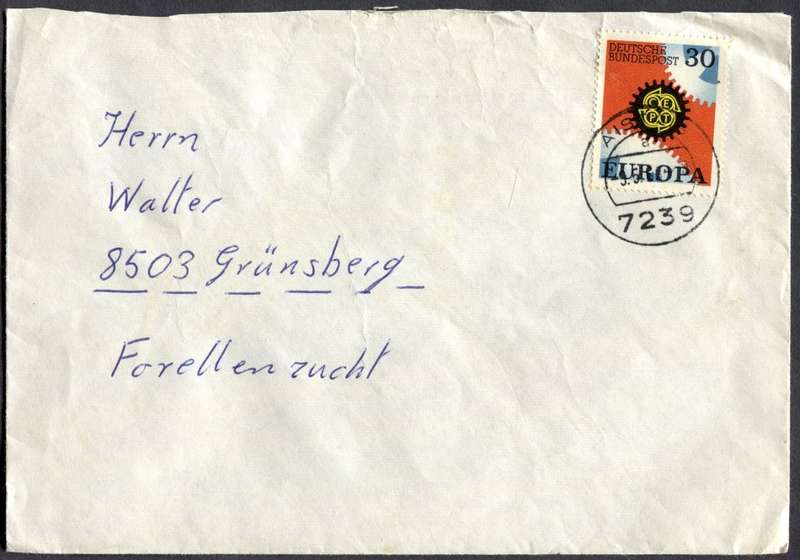 Herrn
Walter
8503 Grünsberg
Forellenzucht
DEUTSCHE
BUNDESPOST 30
CEPT
EUROPA
7239